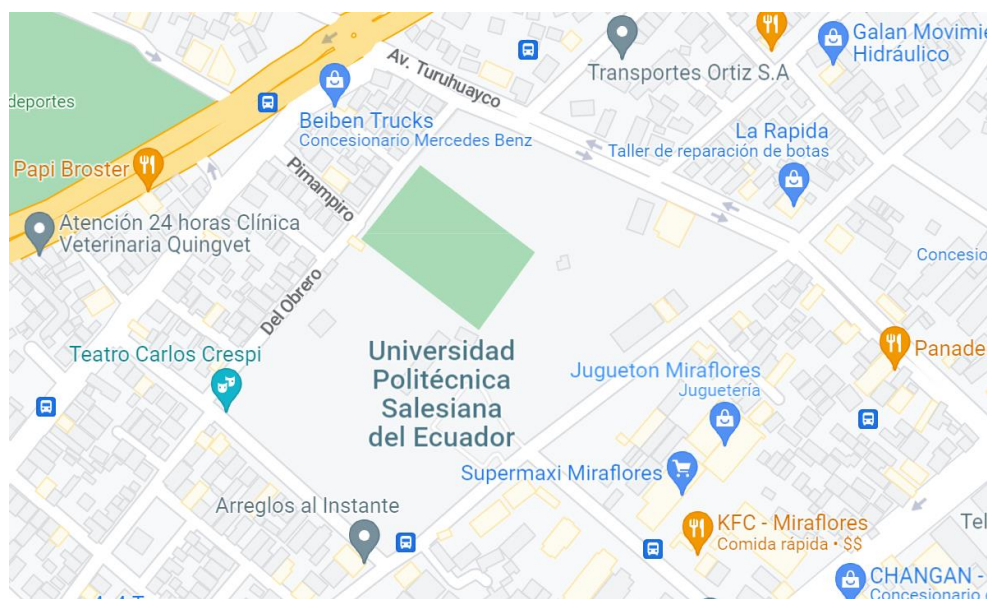 Galan Movimie
Hidráulico
Av. Turuhuayco
Transportes Ortiz S.A
deportes
Beiben Trucks
Concesionario Mercedes Benz
La Rapida
Taller de reparación de botas
Papi Broster
Pimampiro
Atención 24 horas Clínica
Veterinaria Quingvet
Concesio
Del Obrero
Teatro Carlos Crespi
Universidad
Politécnica
Salesiana
del Ecuador
Panade
Jugueton Miraflores
Juguetería
Supermaxi Miraflores
Arreglos al Instante
KFC - Miraflores
Comida rápida • $$
Tel
CHANGAN -
Concesionario